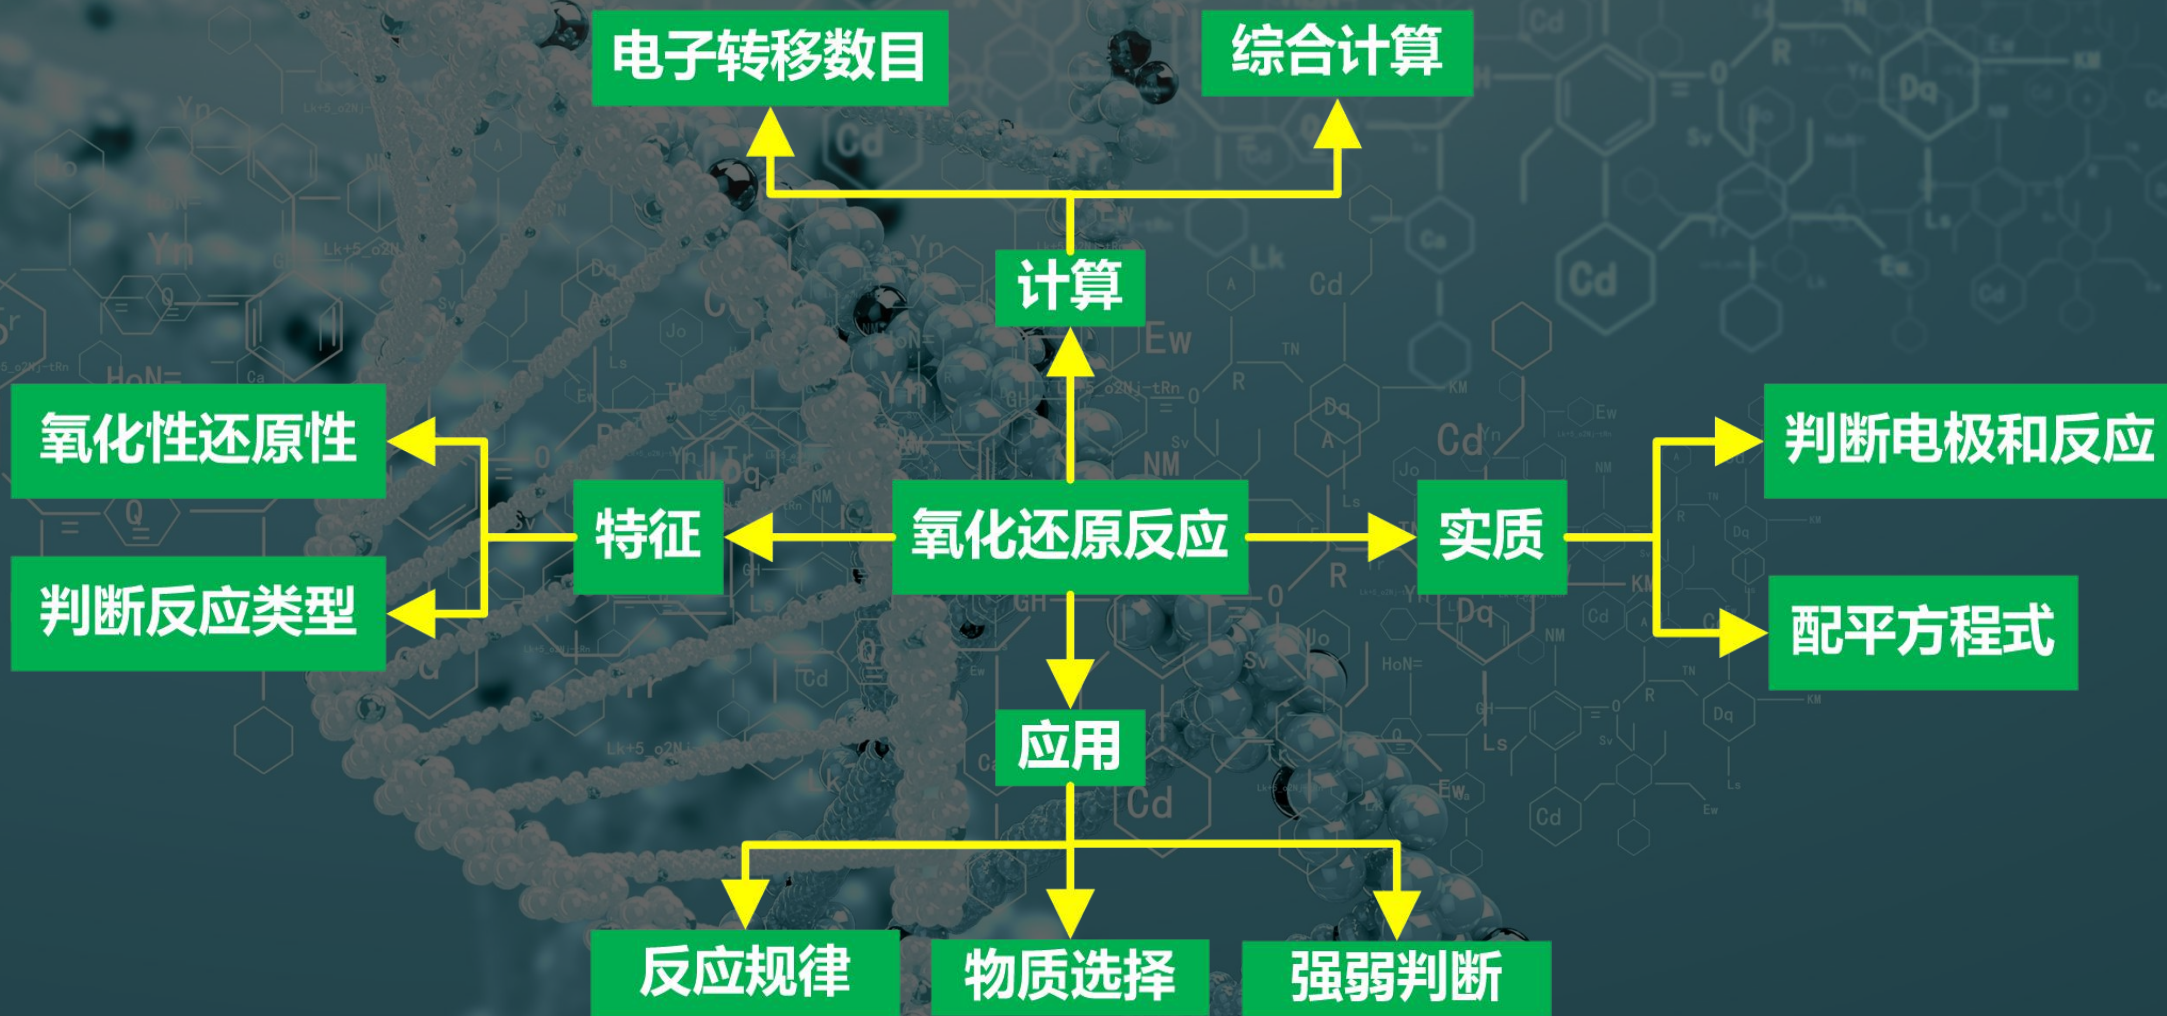 电子转移数目
综合计算
计算
氧化性还原性
判断电极和反应
特征
氧化还原反应
实质
判断反应类型
配平方程式
应用
反应规律
物质选择
强弱判断